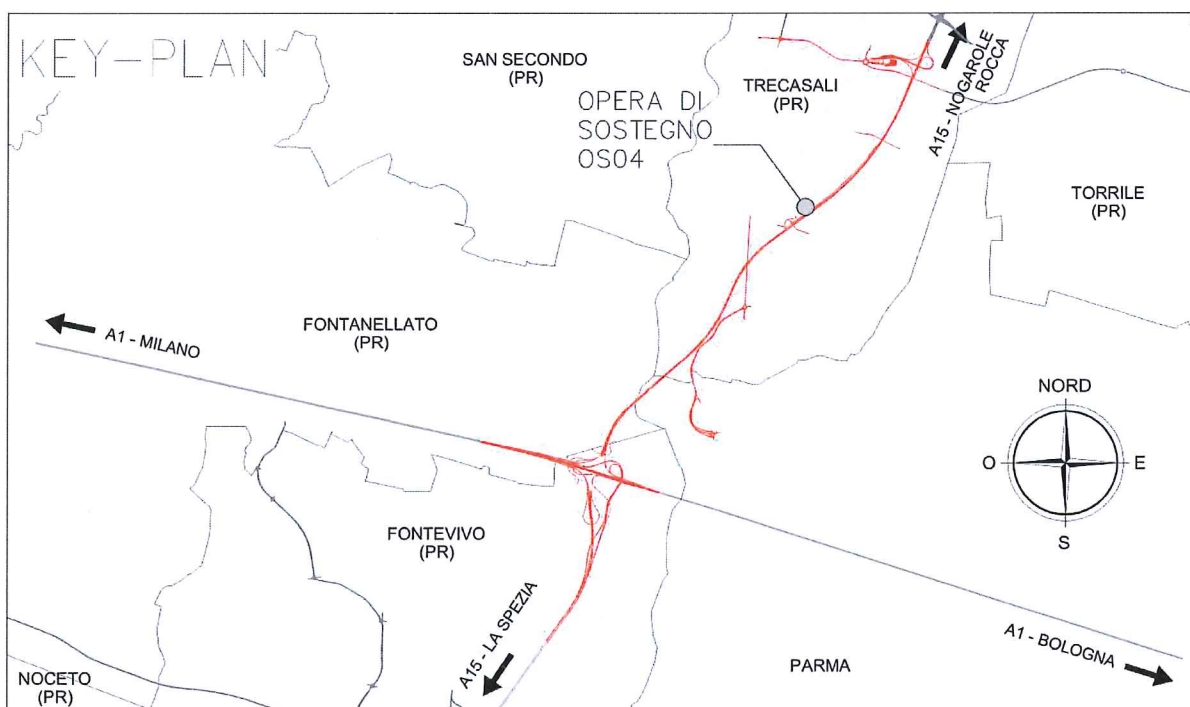 KEY-PLAN
SAN SECONDO
(PR)
TRECASALI
(PR)
A15 - NOGAROLE
ROCCA
OPERA DI
SOSTEGNO
OS04
TORRILE
(PR)
A1 - MILANO
FONTANELLATO
(PR)
NORD
O
E
S
FONTEVIVO
(PR)
A15 - LA SPEZIA
A1 - BOLOGNA
PARMA
NOCETO
(PR)